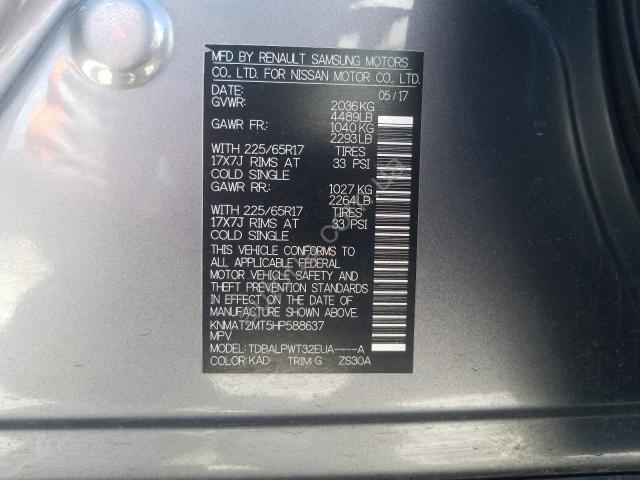 MFD BY RENAULT SAMSUNG MOTORS
CO. LTD. FOR NISSAN MOTOR CO. LTD.
DATE: 05/17
GVWR: 2036KG
4489LB
GAWR FR: 1040KG
2293LB
WITH 225/65R17 TIRES
17X7J RIMS AT 33 PSI
COLD SINGLE
GAWR RR: 1027 KG
2264LB
WITH 225/65R17 TIRES
17X7J RIMS AT 33 PSI
COLD SINGLE
THIS VEHICLE CONFORMS TO
ALL APPLICABLE FEDERAL
MOTOR VEHICLE SAFETY AND
THEFT PREVENTION STANDARDS
IN EFFECT ON THE DATE OF
MANUFACTURE SHOWN ABOVE.
KNMAT2MT5HP588637
MPV
MODEL: TDBALPWT32EUA----A
COLOR: KAD TRIM: G ZS30A